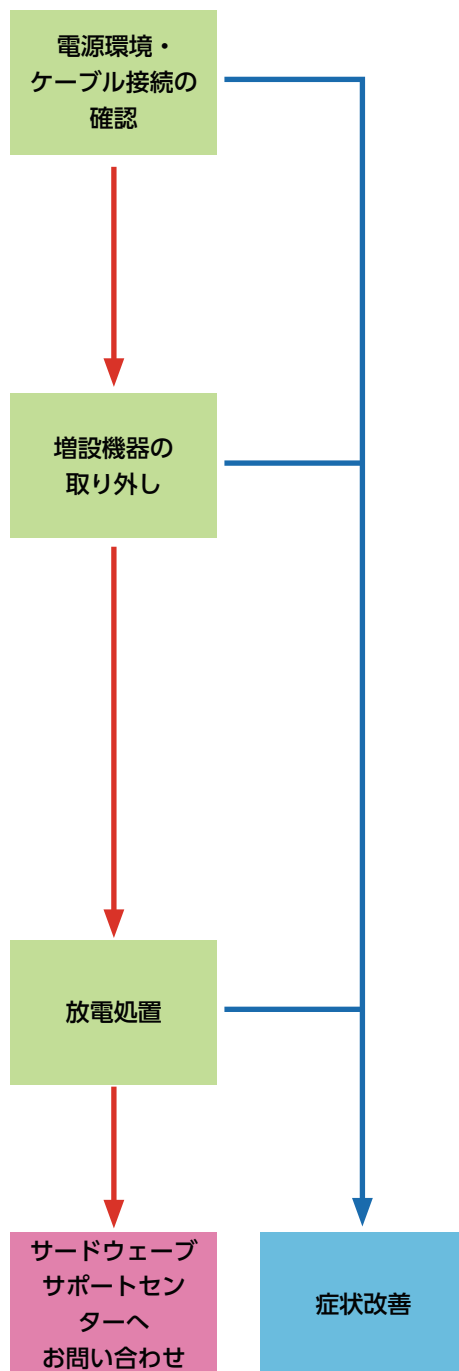 電源環境・
ケーブル接続の
確認
増設機器の
取り外し
放電処置
サードウェーブ
サポートセン
ターへ
お問い合わせ
症状改善